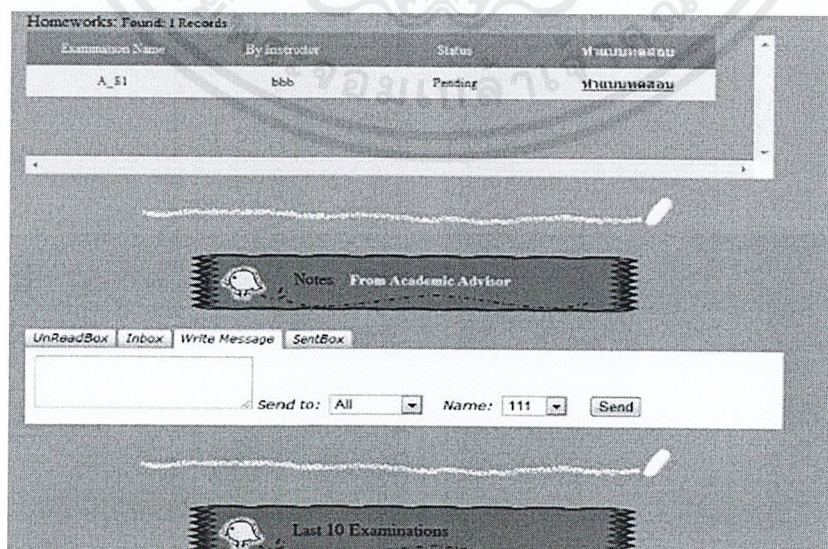 Homeworks: Found: 1 Records
Examination Name By instructor Status ทำแบบทดสอบ
A_S1 bbb Pending ทำแบบทดสอบ
Notes From Academic Advisor
UnReadBox Inbox Write Message SentBox
Send to: All Name: 111 Send
Last 10 Examinations